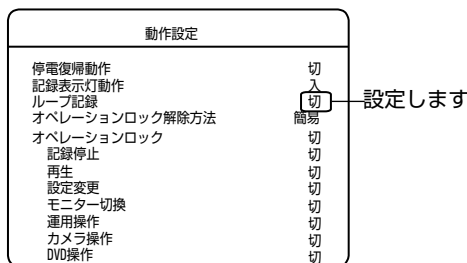 動作設定
停電復帰動作 切
記録表示灯動作 入
ループ記録 切 設定します
オペレーションロック解除方法 簡易
オペレーションロック 切
記録停止 切
再生 切
設定変更 切
モニター切換 切
運用操作 切
カメラ操作 切
DVD操作 切